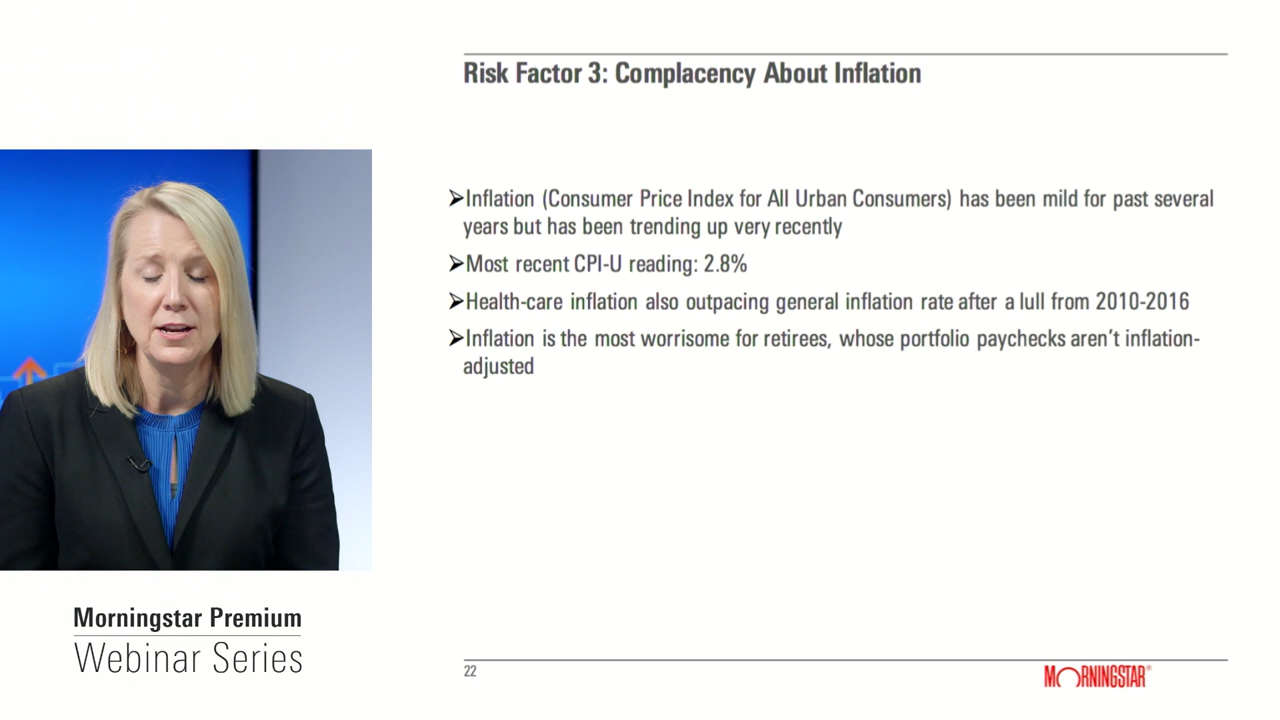 Risk Factor 3: Complacency About Inflation
➢Inflation (Consumer Price Index for All Urban Consumers) has been mild for past several
years but has been trending up very recently
➢Most recent CPI-U reading: 2.8%
➢Health-care inflation also outpacing general inflation rate after a lull from 2010-2016
➢Inflation is the most worrisome for retirees, whose portfolio paychecks aren’t inflation-
adjusted
Morningstar Premium
Webinar Series
22
MORNINGSTAR®